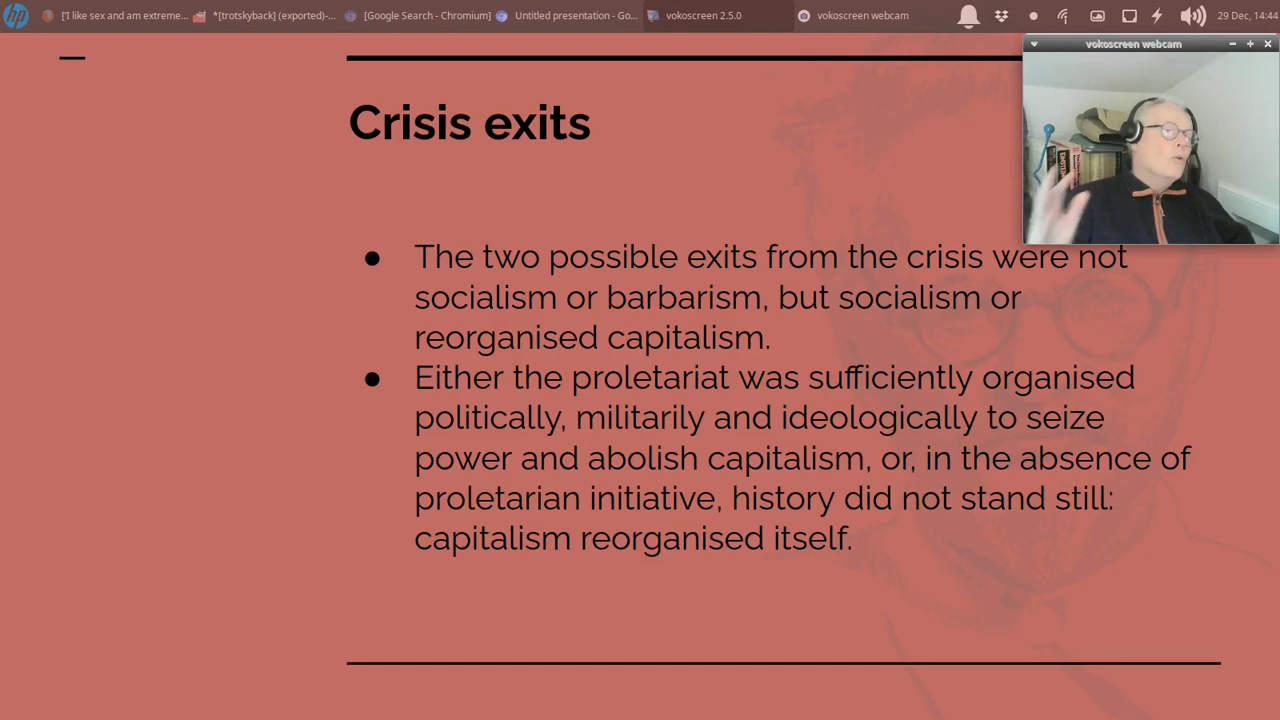 ['I like sex and am extreme...
*[trotskyback] (exported)-...
[Google Search - Chromium]
Untitled presentation - Go...
vokoscreen 2.5.0
vokoscreen webcam
29 Dec, 14:44
vokoscreen webcam
Crisis exits
● The two possible exits from the crisis were not
socialism or barbarism, but socialism or
reorganised capitalism.
● Either the proletariat was sufficiently organised
politically, militarily and ideologically to seize
power and abolish capitalism, or, in the absence of
proletarian initiative, history did not stand still:
capitalism reorganised itself.